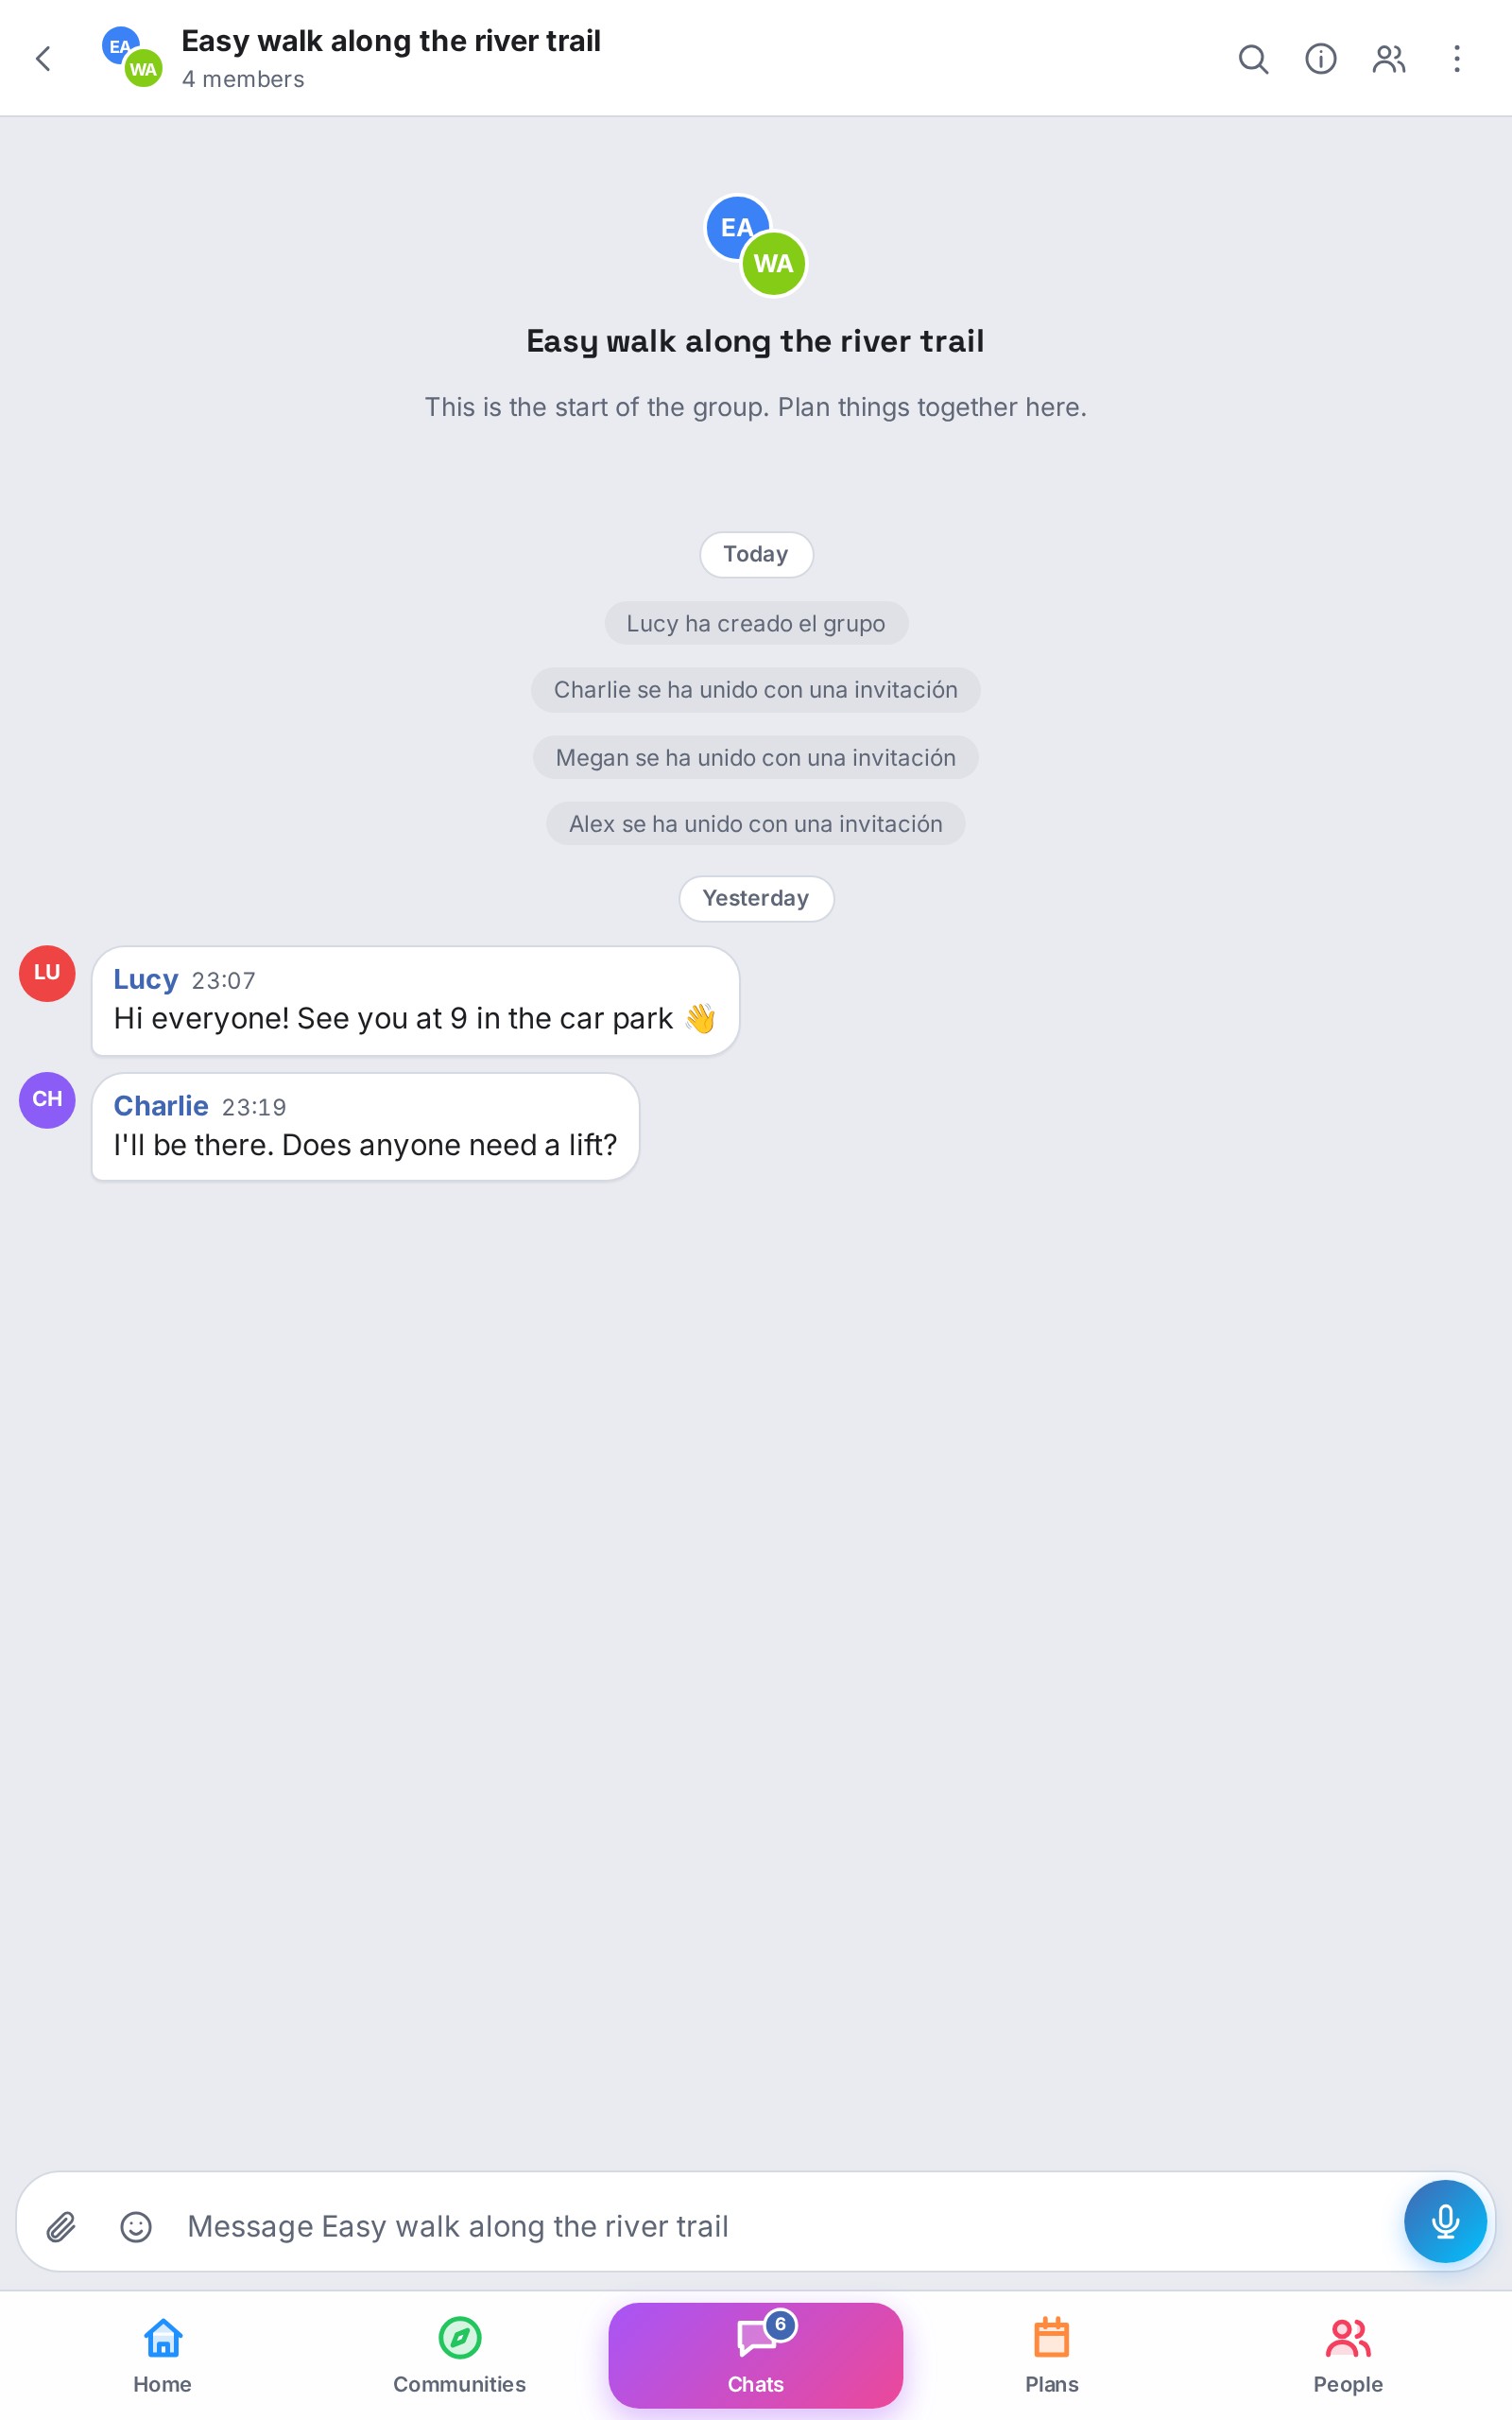 EA
WA
Easy walk along the river trail
4 members
EA
WA
Easy walk along the river trail
This is the start of the group. Plan things together here.
Today
Lucy ha creado el grupo
Charlie se ha unido con una invitación
Megan se ha unido con una invitación
Alex se ha unido con una invitación
Yesterday
LU
Lucy 23:07
Hi everyone! See you at 9 in the car park 👋
CH
Charlie 23:19
I'll be there. Does anyone need a lift?
Message Easy walk along the river trail
6
Home
Communities
Chats
Plans
People